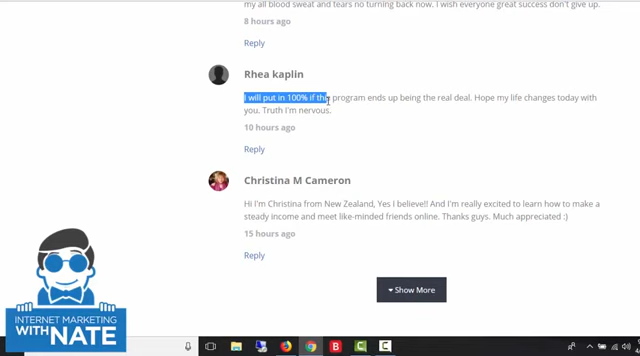 my all blood sweat and tears no turning back now. I wish everyone great success don't give up.
8 hours ago
Reply
Rhea kaplin
I will put in 100% if this program ends up being the real deal. Hope my life changes today with
you. Truth I'm nervous.
10 hours ago
Reply
Christina M Cameron
Hi I'm Christina from New Zealand, Yes I believe!! And I'm really excited to learn how to make a
steady income and meet like-minded friends online. Thanks guys. Much appreciated :)
15 hours ago
Reply
Show More
INTERNET MARKETING
WITH NATE
B